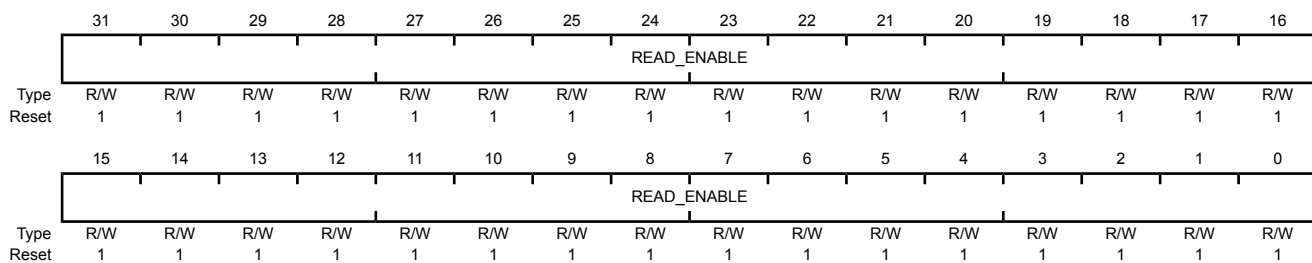 31 30 29 28 27 26 25 24 23 22 21 20 19 18 17 16
READ_ENABLE
Type R/W R/W R/W R/W R/W R/W R/W R/W R/W R/W R/W R/W R/W R/W R/W R/W
Reset 1 1 1 1 1 1 1 1 1 1 1 1 1 1 1 1
15 14 13 12 11 10 9 8 7 6 5 4 3 2 1 0
READ_ENABLE
Type R/W R/W R/W R/W R/W R/W R/W R/W R/W R/W R/W R/W R/W R/W R/W R/W
Reset 1 1 1 1 1 1 1 1 1 1 1 1 1 1 1 1